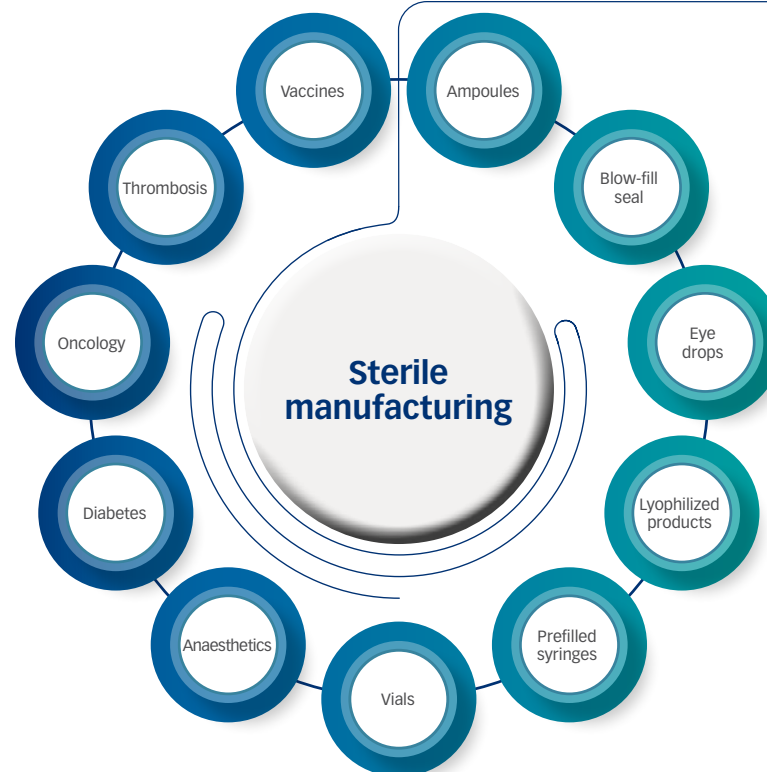 Vaccines
Ampoules
Thrombosis
Blow-fill
seal
Oncology
Eye
drops
Sterile
manufacturing
Diabetes
Lyophilized
products
Anaesthetics
Prefilled
syringes
Vials